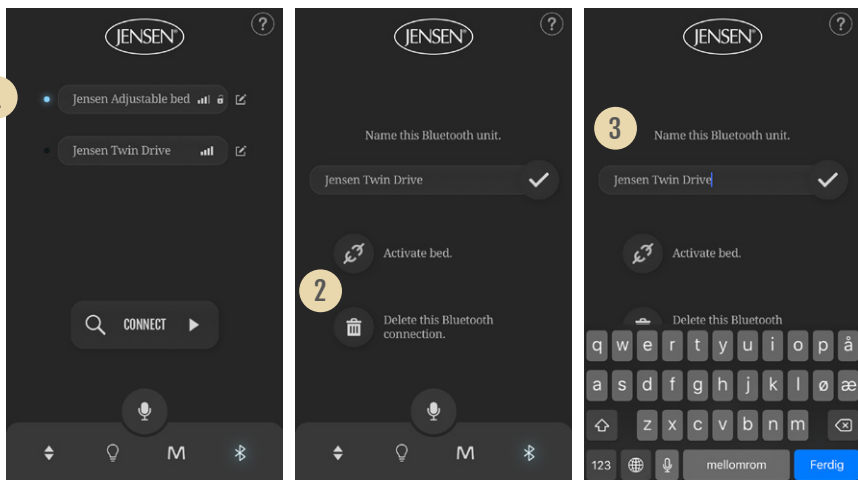 JENSEN
?
Jensen Adjustable bed
Jensen Twin Drive
CONNECT
M
JENSEN
?
Name this Bluetooth unit.
Jensen Twin Drive
Activate bed.
2
Delete this Bluetooth
connection.
M
JENSEN
?
3
Name this Bluetooth unit.
Jensen Twin Drive
Activate bed.
Delete this Bluetooth
q w e r t y u i o p å
a s d f g h j k l ø æ
z x c v b n m
123 mellomrom Ferdig